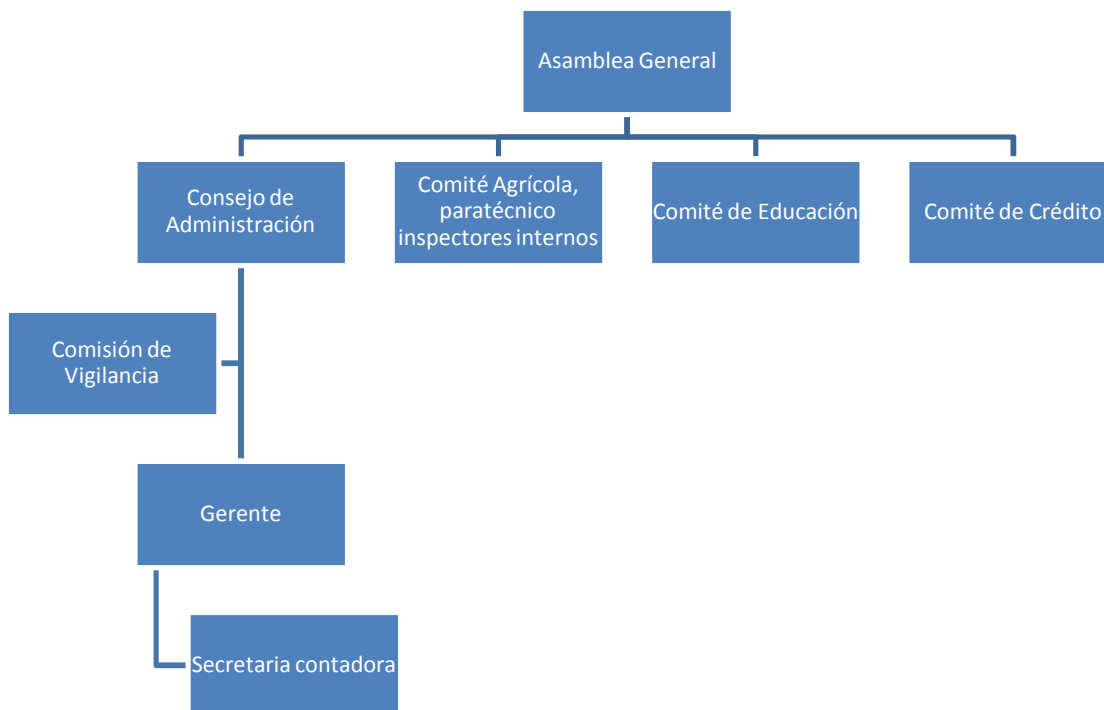 Asamblea General
Consejo de
Administración
Comité Agrícola,
paratécnico
inspectores internos
Comité de Educación
Comité de Crédito
Comisión de
Vigilancia
Gerente
Secretaria contadora